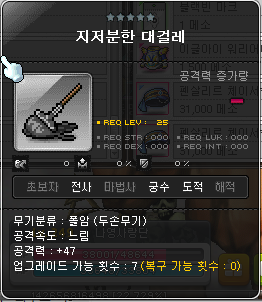 지저분한 대걸레
공격력 증가량
REQ LEV : 25
REQ STR : 000 REQ LUK : 000
REQ DEX : 000 REQ INT : 000
0 0 0
초보자 전사 마법사 궁수 도적 해적
무기분류 : 폴암 (두손무기)
공격속도 : 느림
공격력 : +47
업그레이드 가능 횟수 : 7 (복구 가능 횟수 : 0)